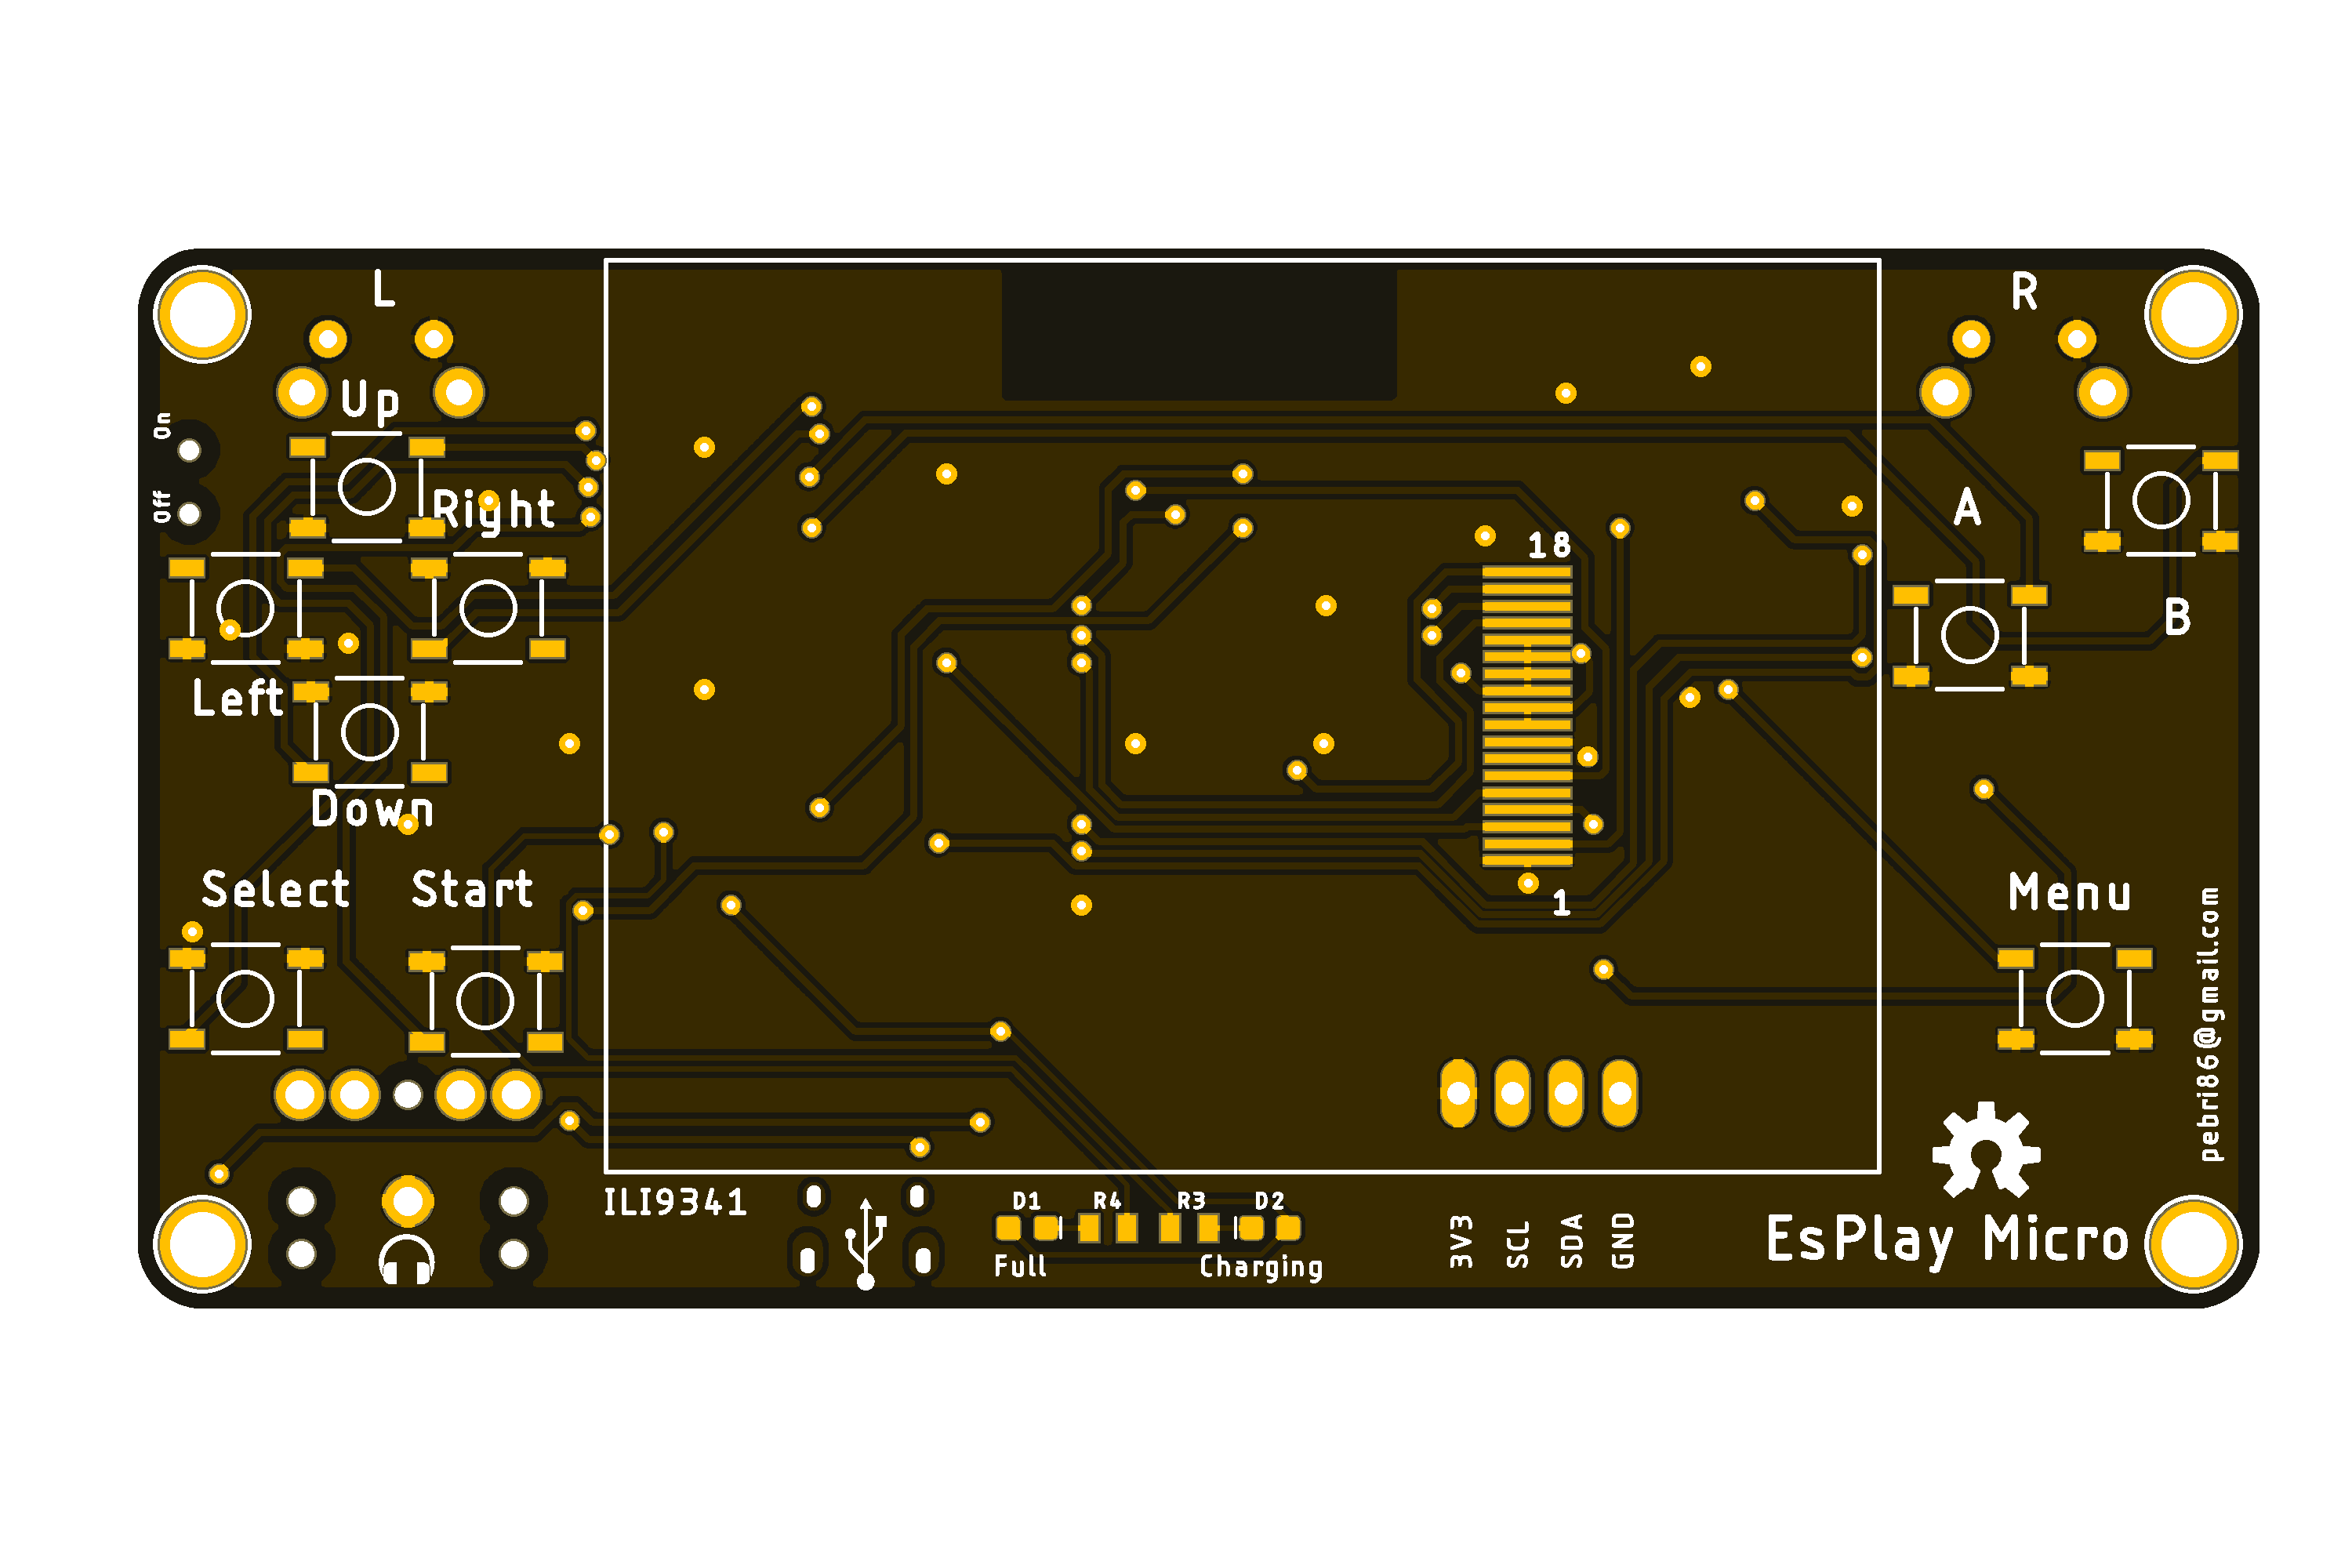 L
R
Up
On
Off
Right
18
A
B
Left
Down
Select
Start
1
Menu
pebri86@gmail.com
ILI9341
D1
R4
R3
D2
Full
Charging
3V3
SCL
SDA
GND
EsPlay Micro